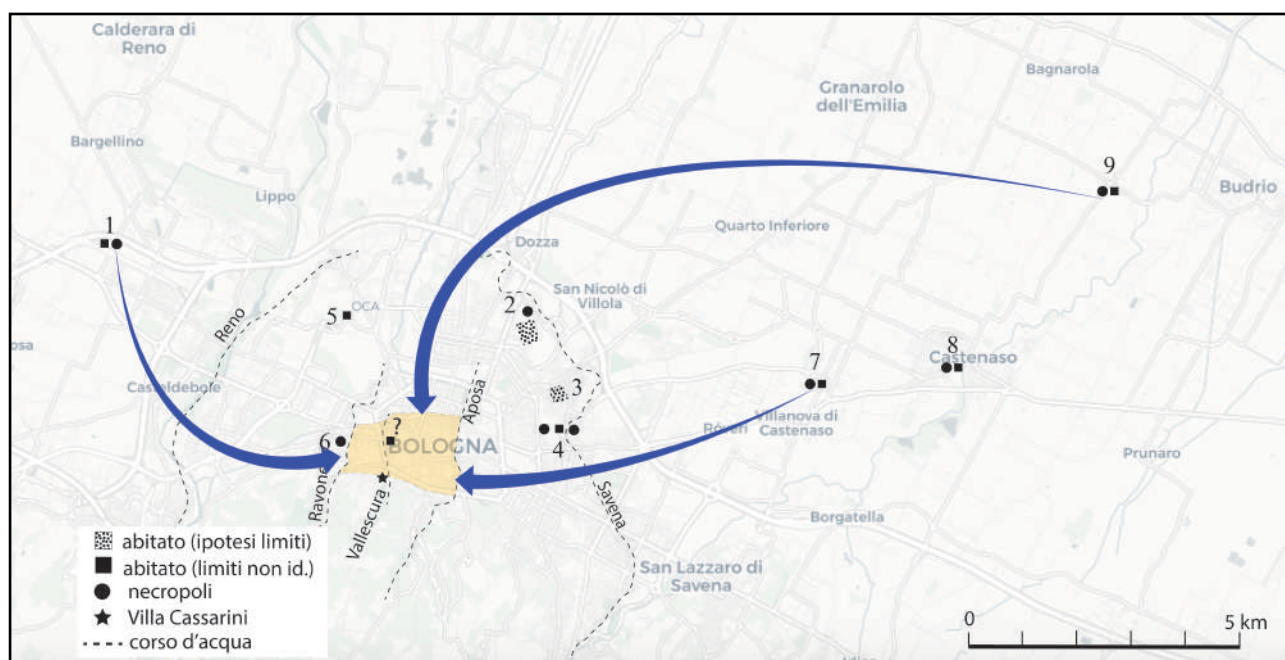 Calderara di
Reno
Bagnarola
Granarolo
dell'Emilia
Bargellino
9
Lippo
Budrio
1
Quarto Inferiore
Dozza
San Nicolò di
Villola
2
5
OCA
Reno
osa
8
Castenaso
7
Casteldebole
3
Aposa
Villanova di
Castenaso
6
?
BOLOGNA
4
Prunaro
Ravone
Vallescura
Savena
Borgatella
San Lazzaro di
Savena
abitato (ipotesi limiti)
abitato (limiti non id.)
necropoli
Villa Cassarini
corso d'acqua
0
5 km